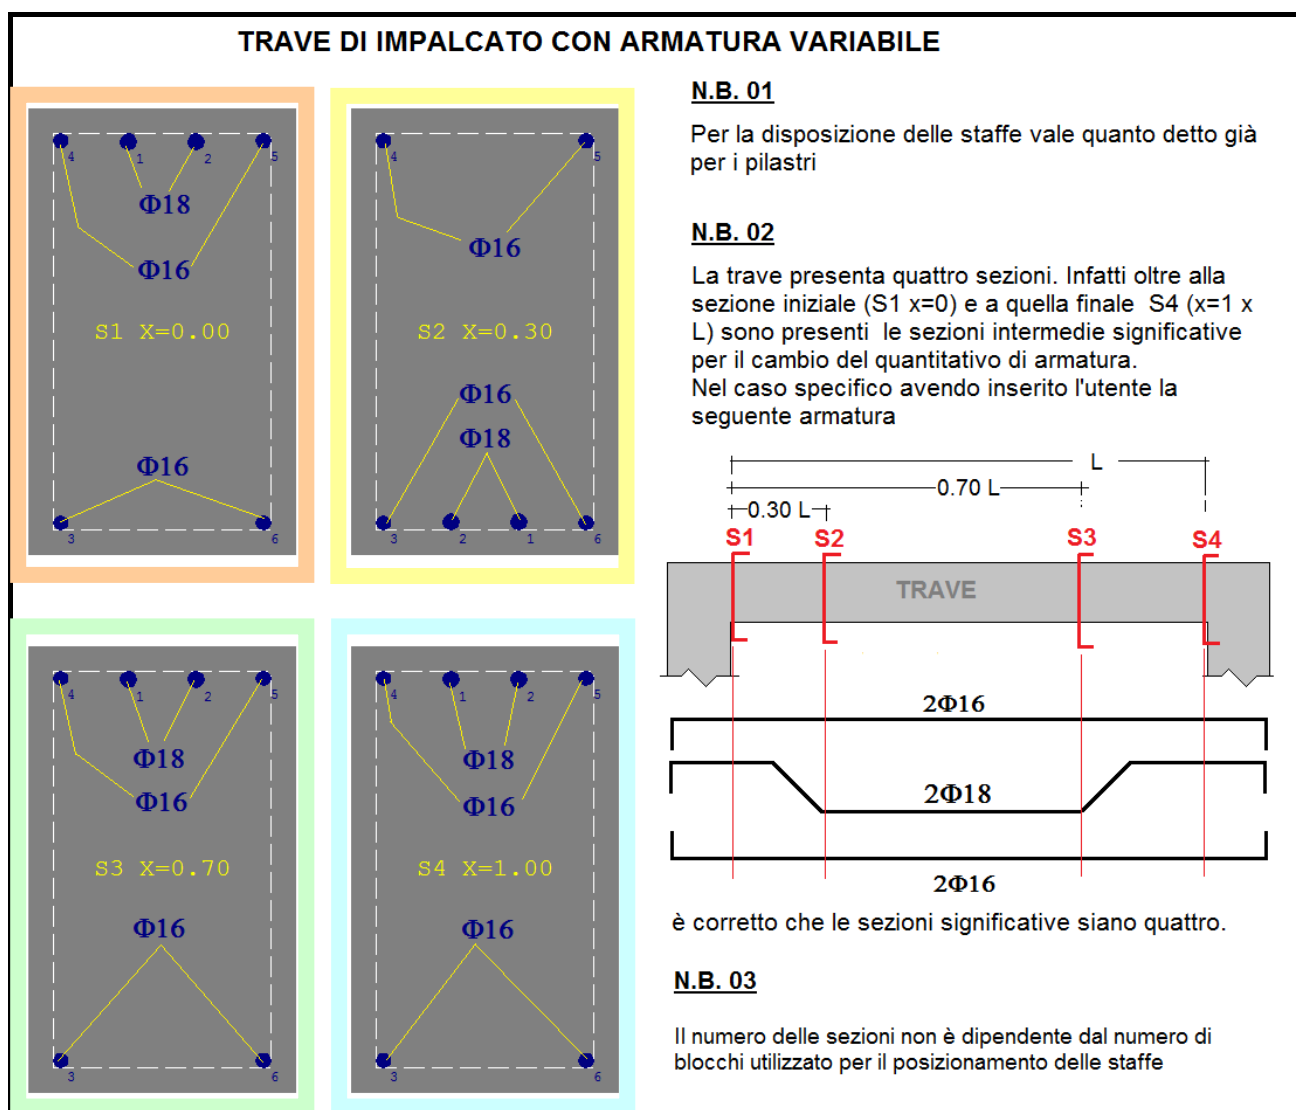 TRAVE DI IMPALCATO CON ARMATURA VARIABILE
4
1
2
5
Φ18
Φ16
S1 X=0.00
Φ16
3
6
4
5
Φ16
S2 X=0.30
Φ16
Φ18
3
2
1
6
4
1
2
5
Φ18
Φ16
S3 X=0.70
Φ16
3
6
4
1
2
5
Φ18
Φ16
S4 X=1.00
Φ16
3
6
N.B. 01
Per la disposizione delle staffe vale quanto detto già
per i pilastri
N.B. 02
La trave presenta quattro sezioni. Infatti oltre alla
sezione iniziale (S1 x=0) e a quella finale S4 (x=1 x
L) sono presenti le sezioni intermedie significative
per il cambio del quantitativo di armatura.
Nel caso specifico avendo inserito l'utente la
seguente armatura
L
0.70 L
0.30 L
S1
S2
S3
S4
TRAVE
2Φ16
2Φ18
2Φ16
è corretto che le sezioni significative siano quattro.
N.B. 03
Il numero delle sezioni non è dipendente dal numero di
blocchi utilizzato per il posizionamento delle staffe